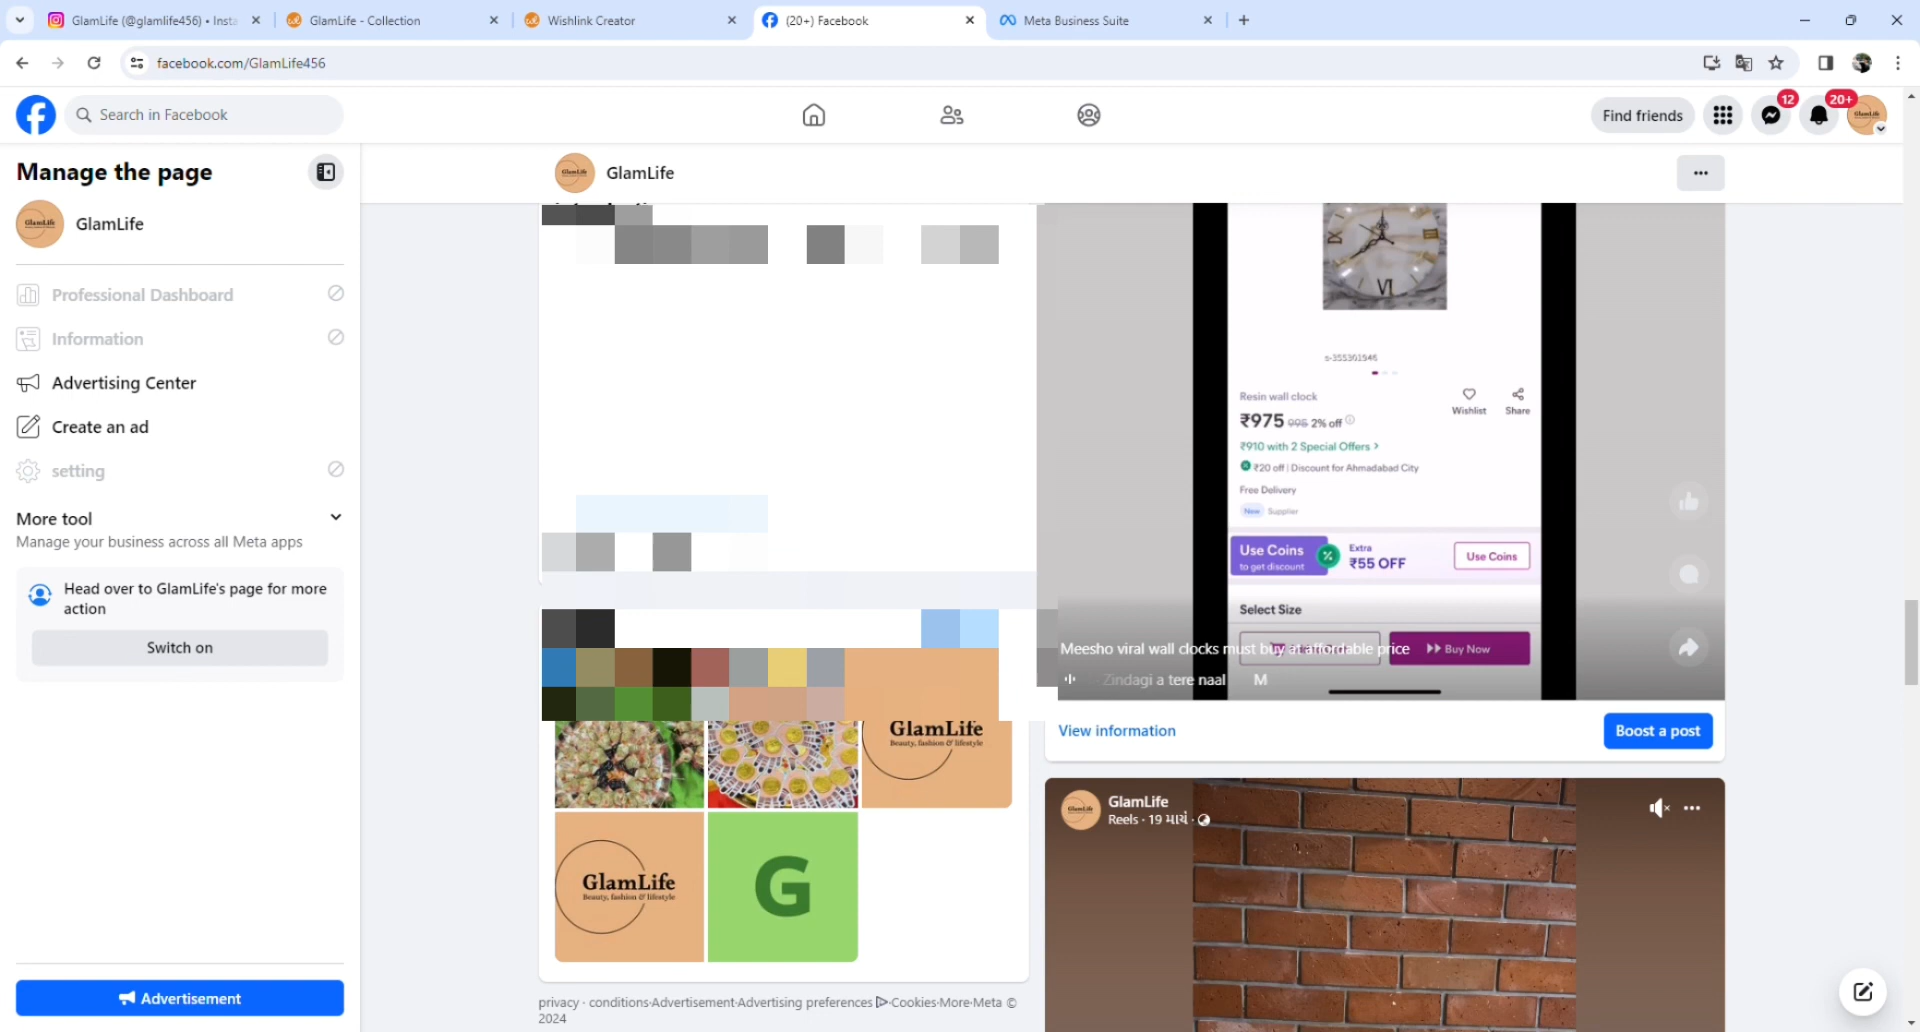 GlamLife (@glamlife456) • Insta
GlamLife - Collection
Wishlink Creator
(20+) Facebook
Meta Business Suite
facebook.com/GlamLife456
Search in Facebook
Find friends
12
20+
Manage the page
GlamLife
Professional Dashboard
Information
Advertising Center
Create an ad
setting
More tool
Manage your business across all Meta apps
Head over to GlamLife's page for more
action
Switch on
Advertisement
GlamLife
GlamLife
Beauty, fashion & lifestyle
GlamLife
Beauty, fashion & lifestyle
G
privacy · conditions·Advertisement·Advertising preferences ·Cookies·More·Meta ©
2024
s-355301546
Resin wall clock
Wishlist
Share
₹975 995 2% off
₹910 with 2 Special Offers >
₹20 off | Discount for Ahmadabad City
Free Delivery
New Supplier
Use Coins
to get discount
%
Extra
₹55 OFF
Use Coins
Select Size
Meesho viral wall clocks must buy at affordable price
Buy Now
Zindagi a tere naal M
View information
Boost a post
GlamLife
Reels · 19 માર્ચ ·